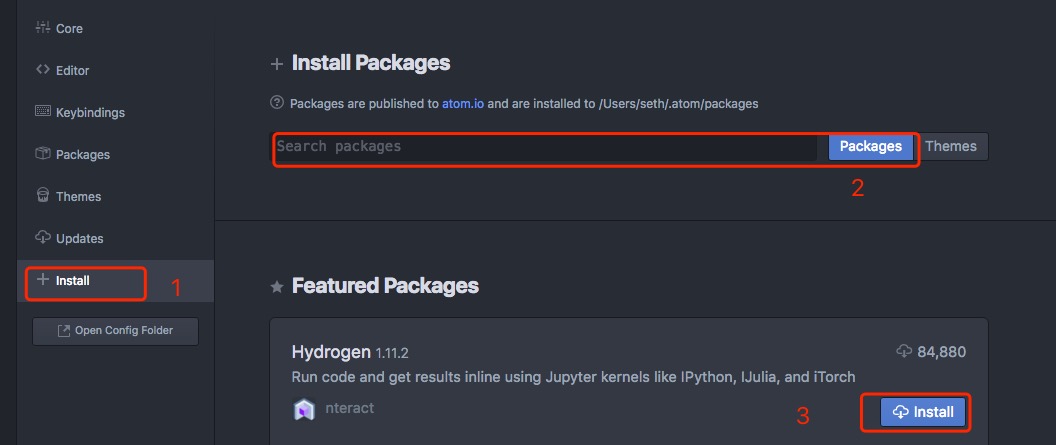 Core
Editor
Keybindings
Packages
Themes
Updates
Install
1
Open Config Folder
Install Packages
Packages are published to atom.io and are installed to /Users/seth/.atom/packages
Search packages
Packages
Themes
2
Featured Packages
Hydrogen 1.11.2
84,880
Run code and get results inline using Jupyter kernels like IPython, IJulia, and iTorch
nteract
3
Install